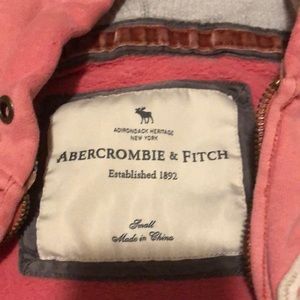 ADIRONDACK HERITAGE
NEW YORK
ABERCROMBIE & FITCH
Established 1892
Small
Made in China